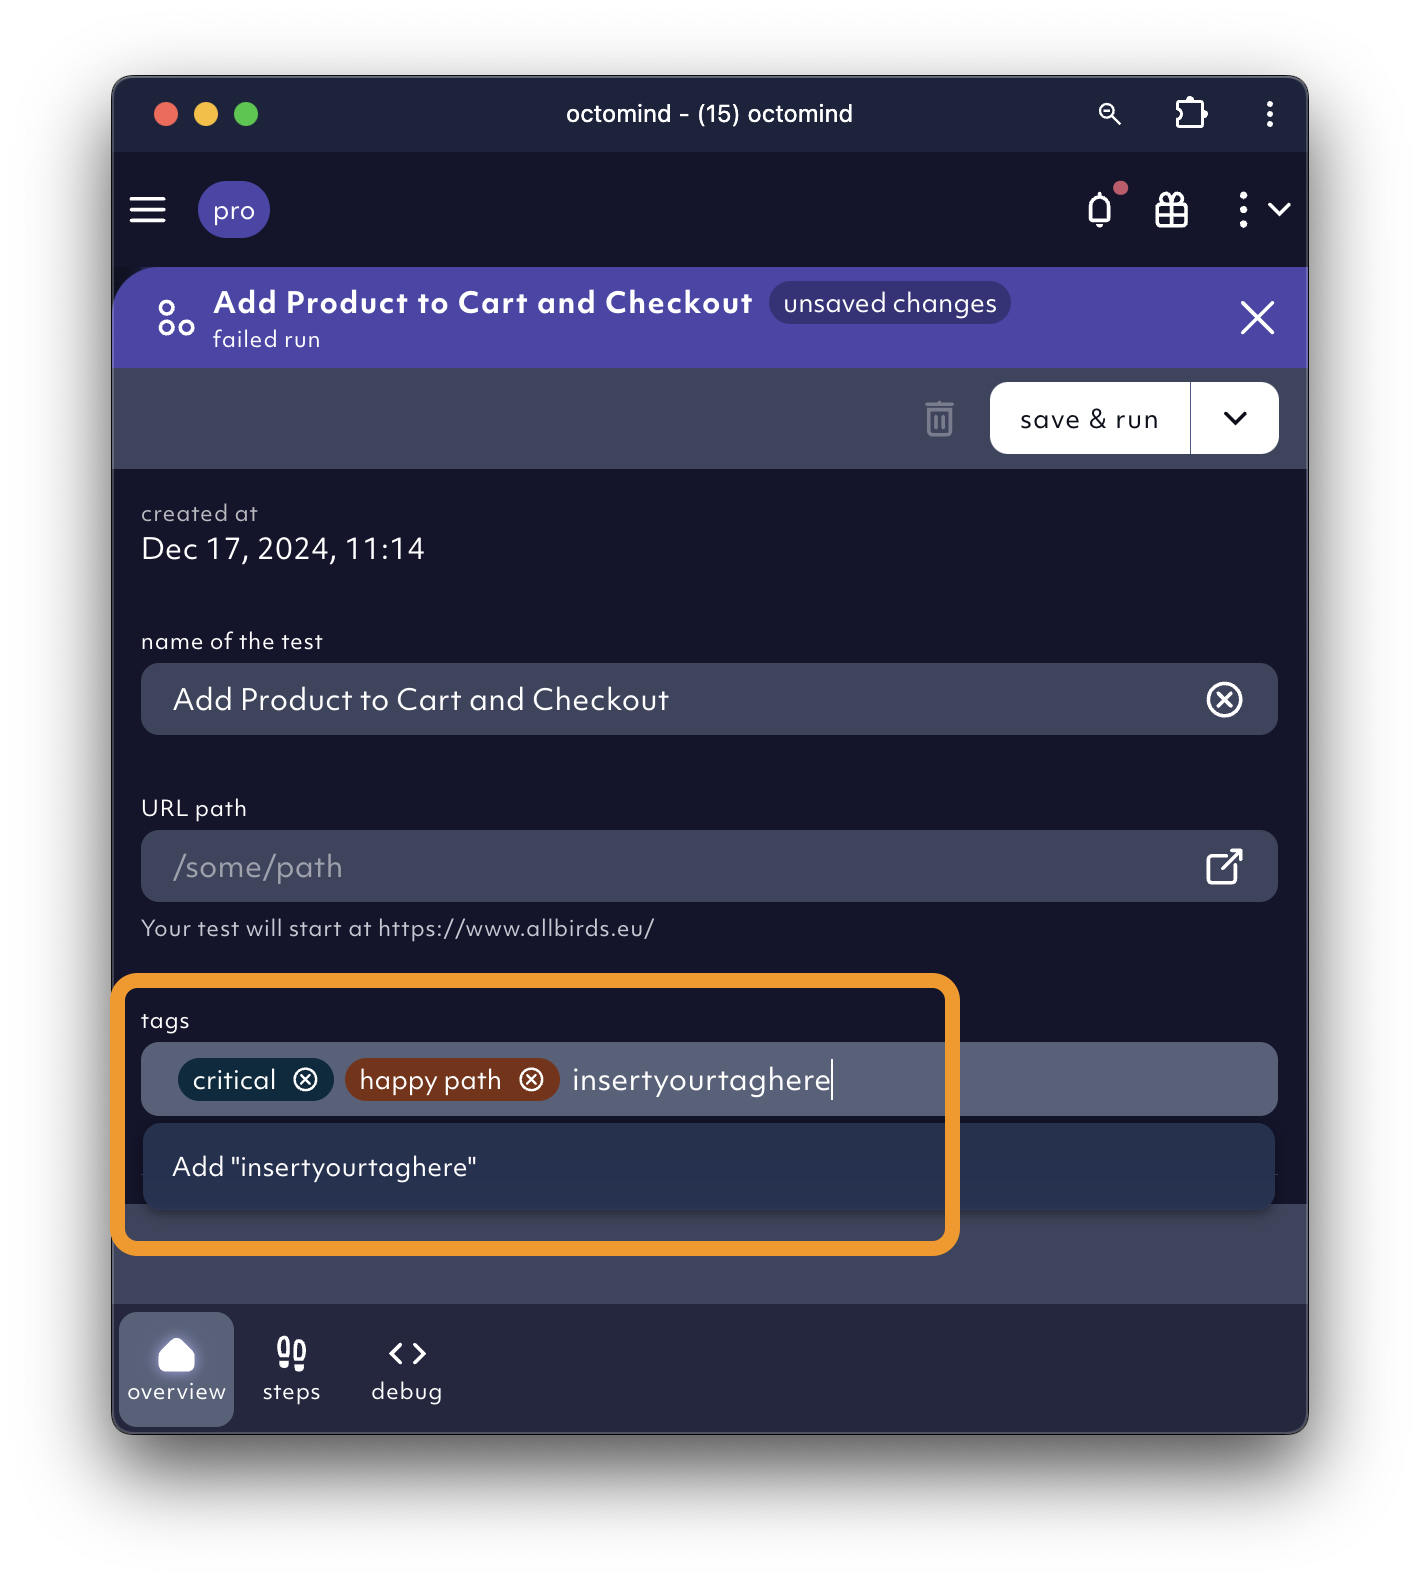 octomind - (15) octomind
pro
Add Product to Cart and Checkout unsaved changes
failed run
save & run
created at
Dec 17, 2024, 11:14
name of the test
Add Product to Cart and Checkout
URL path
/some/path
Your test will start at https://www.allbirds.eu/
tags
critical happy path insertyourtaghere
Add "insertyourtaghere"
overview steps debug